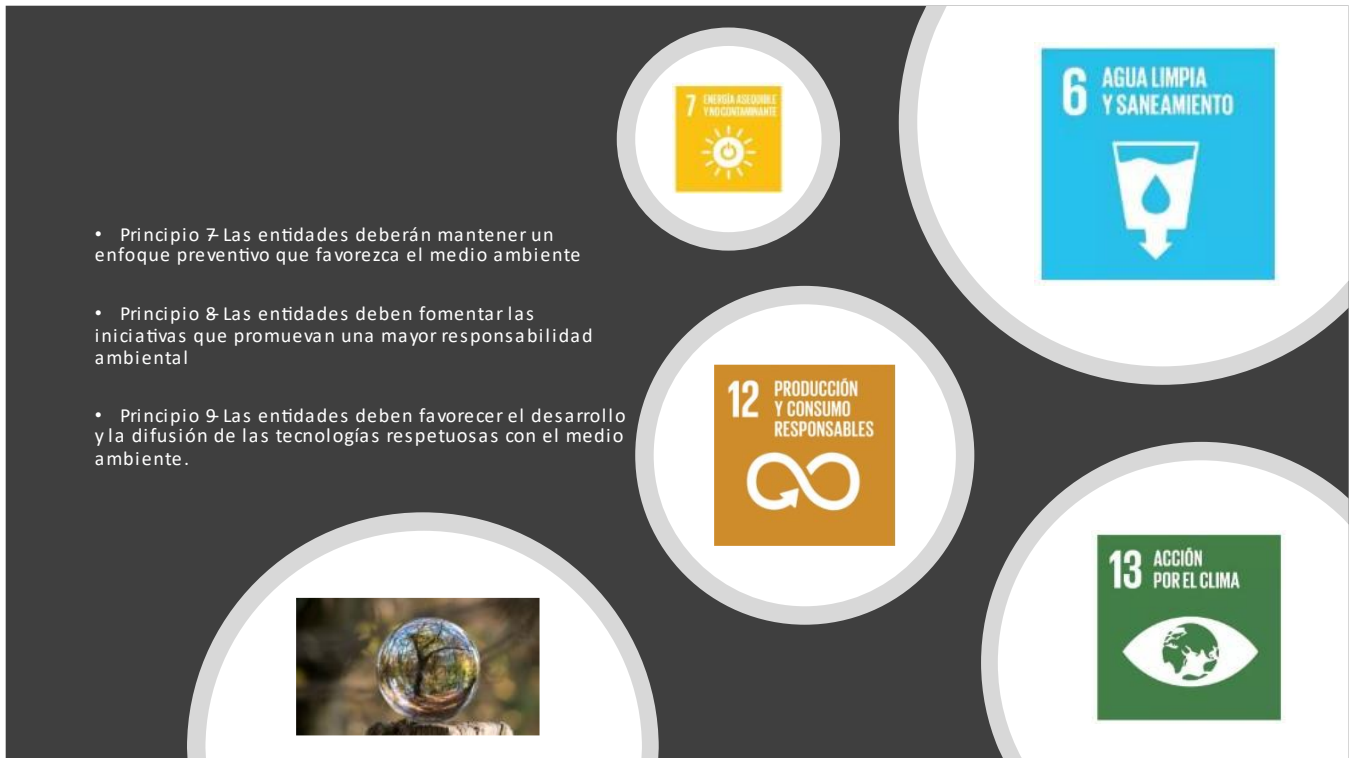 7 ENERGÍA ASEQUIBLE
Y NO CONTAMINANTE
6 AGUA LIMPIA
Y SANEAMIENTO
• Principio 7- Las entidades deberán mantener un
enfoque preventivo que favorezca el medio ambiente
• Principio 8- Las entidades deben fomentar las
iniciativas que promuevan una mayor responsabilidad
ambiental
• Principio 9- Las entidades deben favorecer el desarrollo
y la difusión de las tecnologías respetuosas con el medio
ambiente.
12 PRODUCCIÓN
Y CONSUMO
RESPONSABLES
13 ACCIÓN
POR EL CLIMA